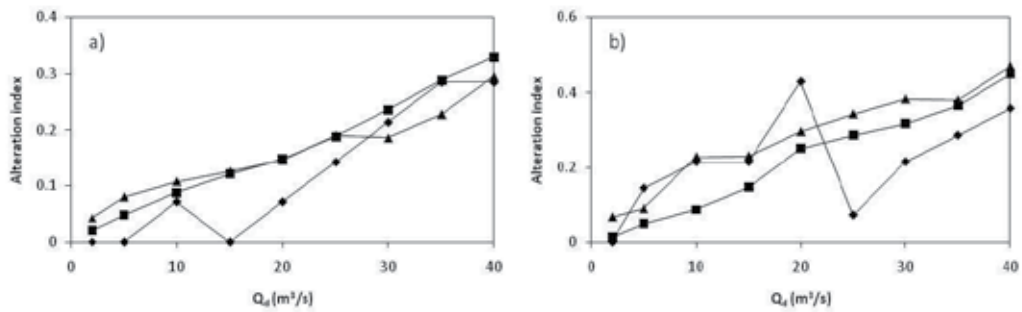 a)
Alteration index
0.4
0.3
0.2
0.1
0
0 10 20 30 40
Qd (m³/s)
b)
Alteration index
0.6
0.4
0.2
0
0 10 20 30 40
Qd (m³/s)